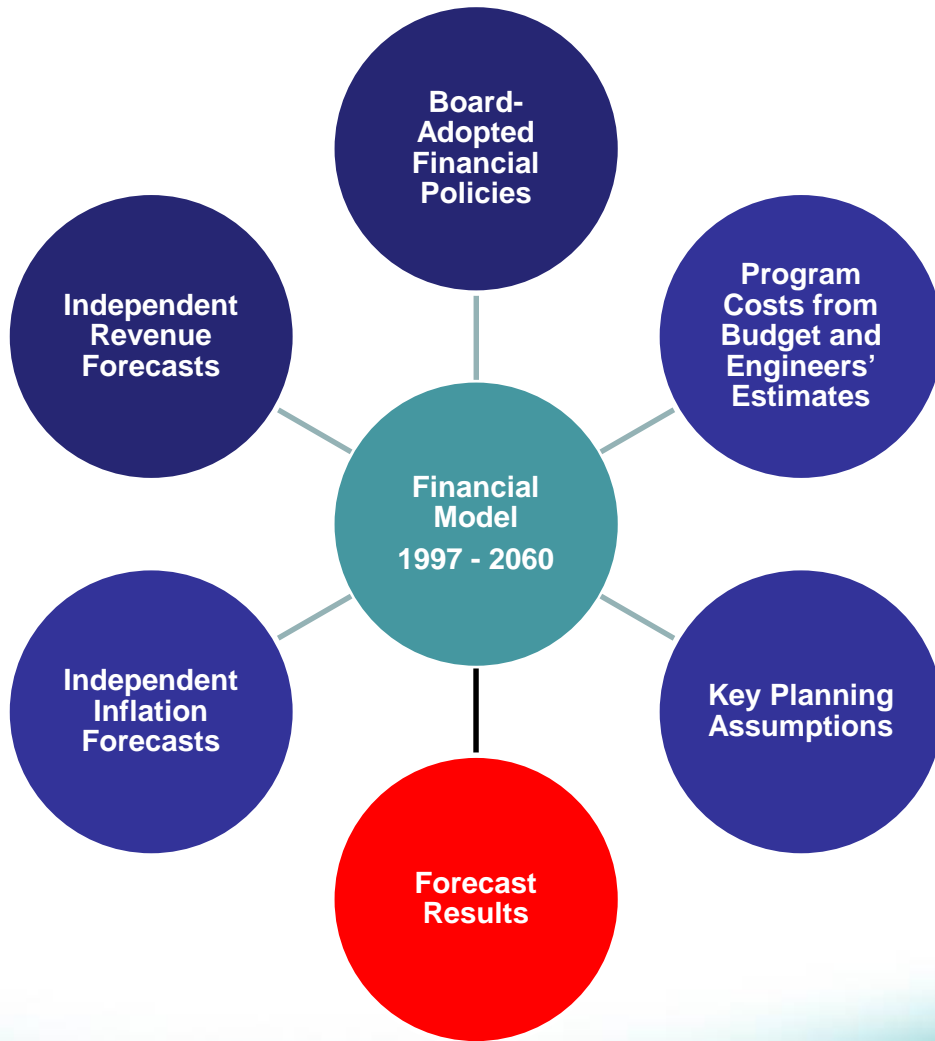 Board-
Adopted
Financial
Policies
Independent
Revenue
Forecasts
Program
Costs from
Budget and
Engineers’
Estimates
Financial
Model
1997 - 2060
Independent
Inflation
Forecasts
Key Planning
Assumptions
Forecast
Results